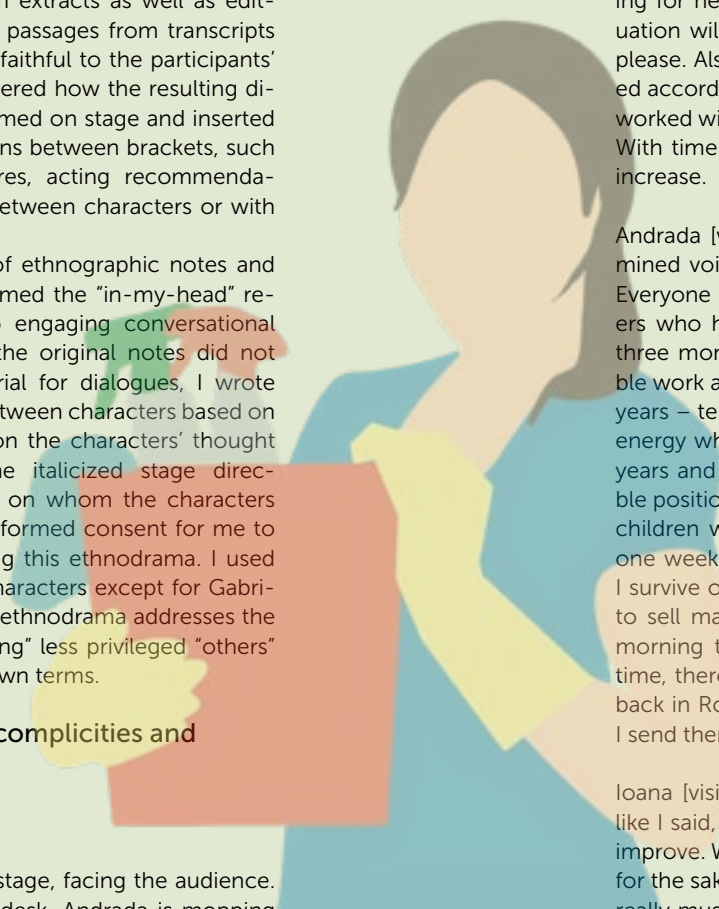 extracts as well as edit-
passages from transcripts
faithful to the participants’
ered how the resulting di-
med on stage and inserted
ns between brackets, such
res, acting recommenda-
etween characters or with
of ethnographic notes and
med the “in-my-head” re-
engaging conversational
the original notes did not
rial for dialogues, I wrote
tween characters based on
on the characters’ thought
ne italicized stage direc-
on whom the characters
formed consent for me to
g this ethnodrama. I used
haracters except for Gabri-
ethnodrama addresses the
ng” less privileged “others”
wn terms.
complicities and
stage, facing the audience.
desk. Andrada is mopping
ing for ne
uation wil
please. Als
ed accord
worked wi
With time
increase.
Andrada [v
mined voi
Everyone
ers who h
three mor
ble work a
years – te
energy wh
years and
ble positio
children w
one week
I survive o
to sell ma
morning t
time, there
back in Ro
I send ther
Ioana [visi
like I said,
improve. W
for the sak
really mus